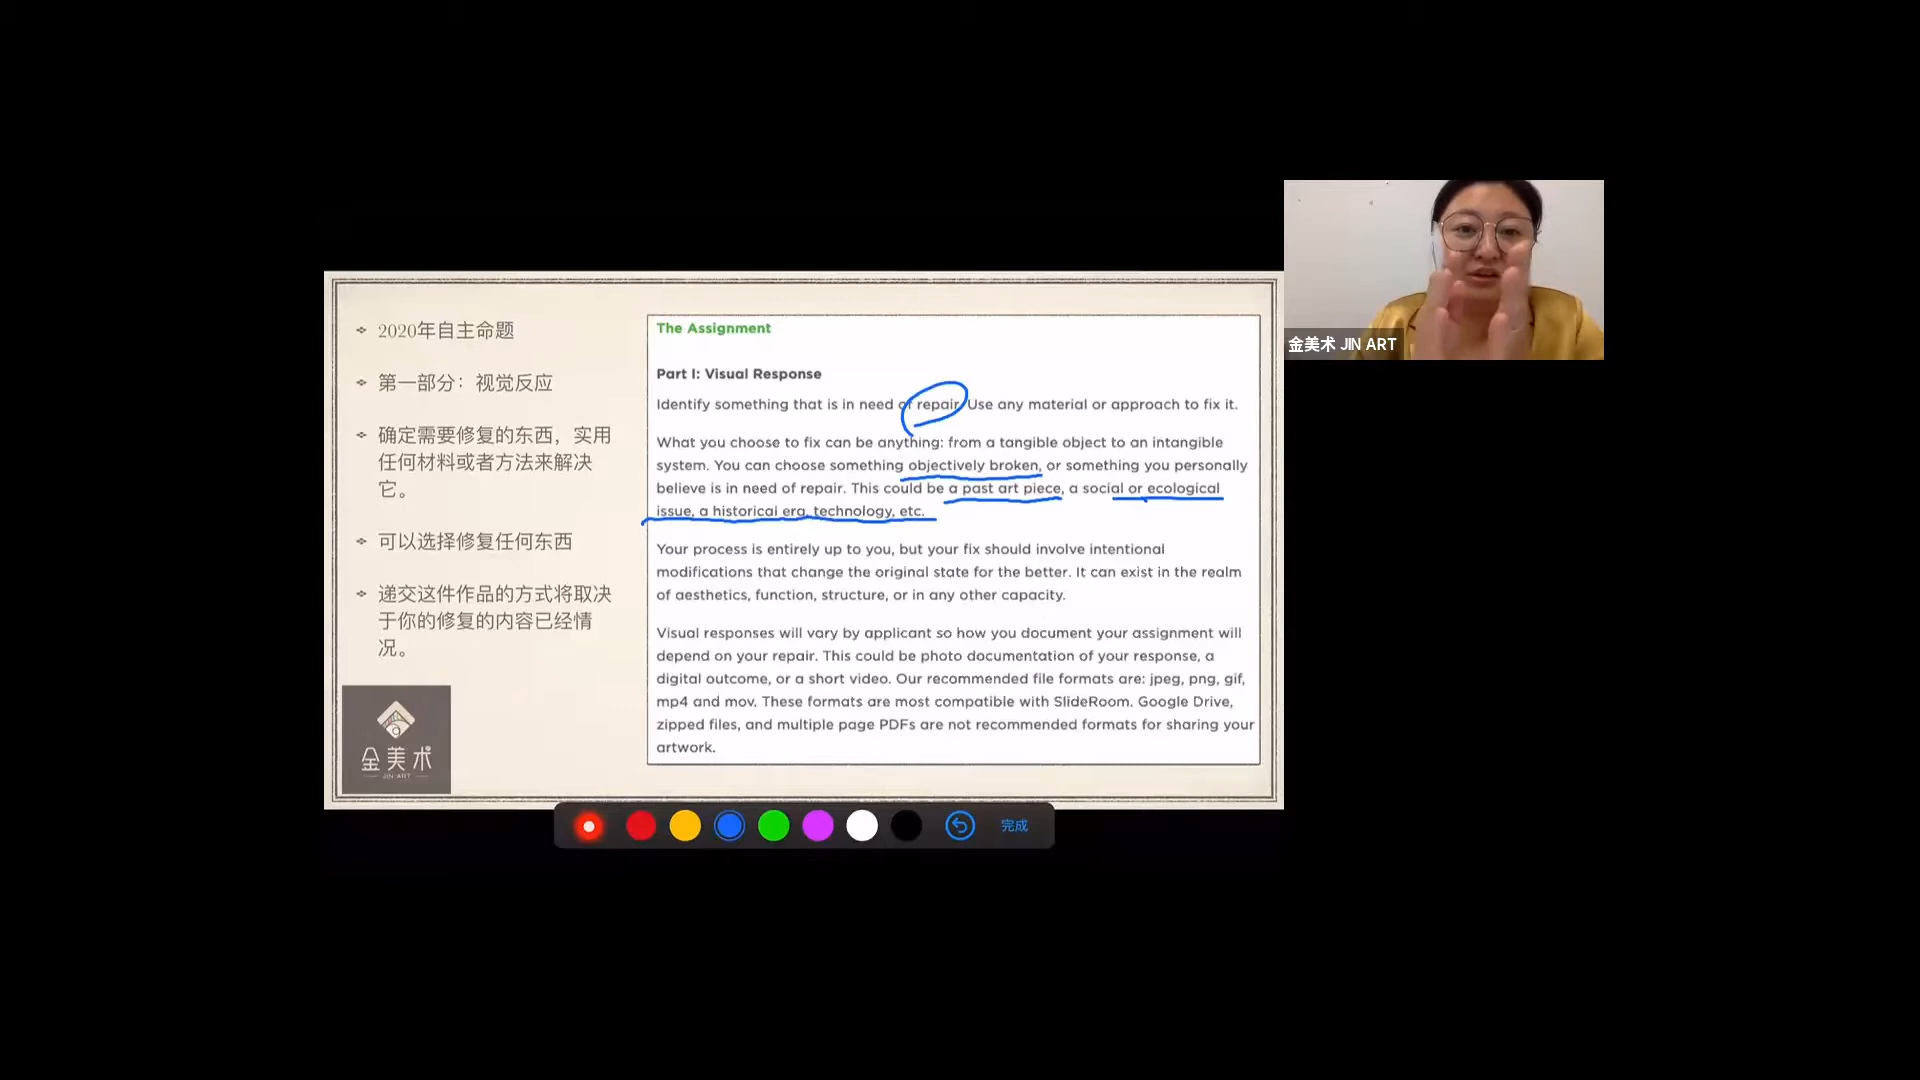 2020年自主命题
第一部分：视觉反应
确定需要修复的东西，实用
任何材料或者方法来解决
它。
可以选择修复任何东西
递交这件作品的方式将取决
于你的修复的内容已经情
况。
金美术
JIN ART
The Assignment
Part I: Visual Response
Identify something that is in need of repair. Use any material or approach to fix it.
What you choose to fix can be anything: from a tangible object to an intangible
system. You can choose something objectively broken, or something you personally
believe is in need of repair. This could be a past art piece, a social or ecological
issue, a historical era, technology, etc.
Your process is entirely up to you, but your fix should involve intentional
modifications that change the original state for the better. It can exist in the realm
of aesthetics, function, structure, or in any other capacity.
Visual responses will vary by applicant so how you document your assignment will
depend on your repair. This could be photo documentation of your response, a
digital outcome, or a short video. Our recommended file formats are: jpeg, png, gif,
mp4 and mov. These formats are most compatible with SlideRoom. Google Drive,
zipped files, and multiple page PDFs are not recommended formats for sharing your
artwork.
金美术 JIN ART
完成